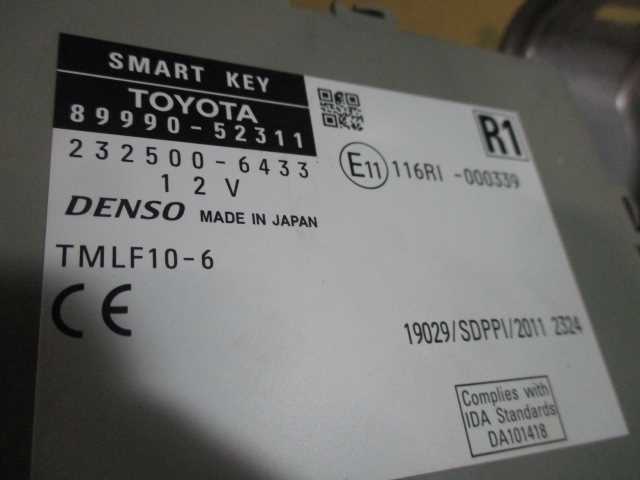 SMART KEY
TOYOTA
89990-52311
232500-6433
12V
DENSO MADE IN JAPAN
TMLF10-6
CE
R1
E11 116RI -000339
19029/SDPPI/2011 2324
Complies with
IDA Standards
DA101418